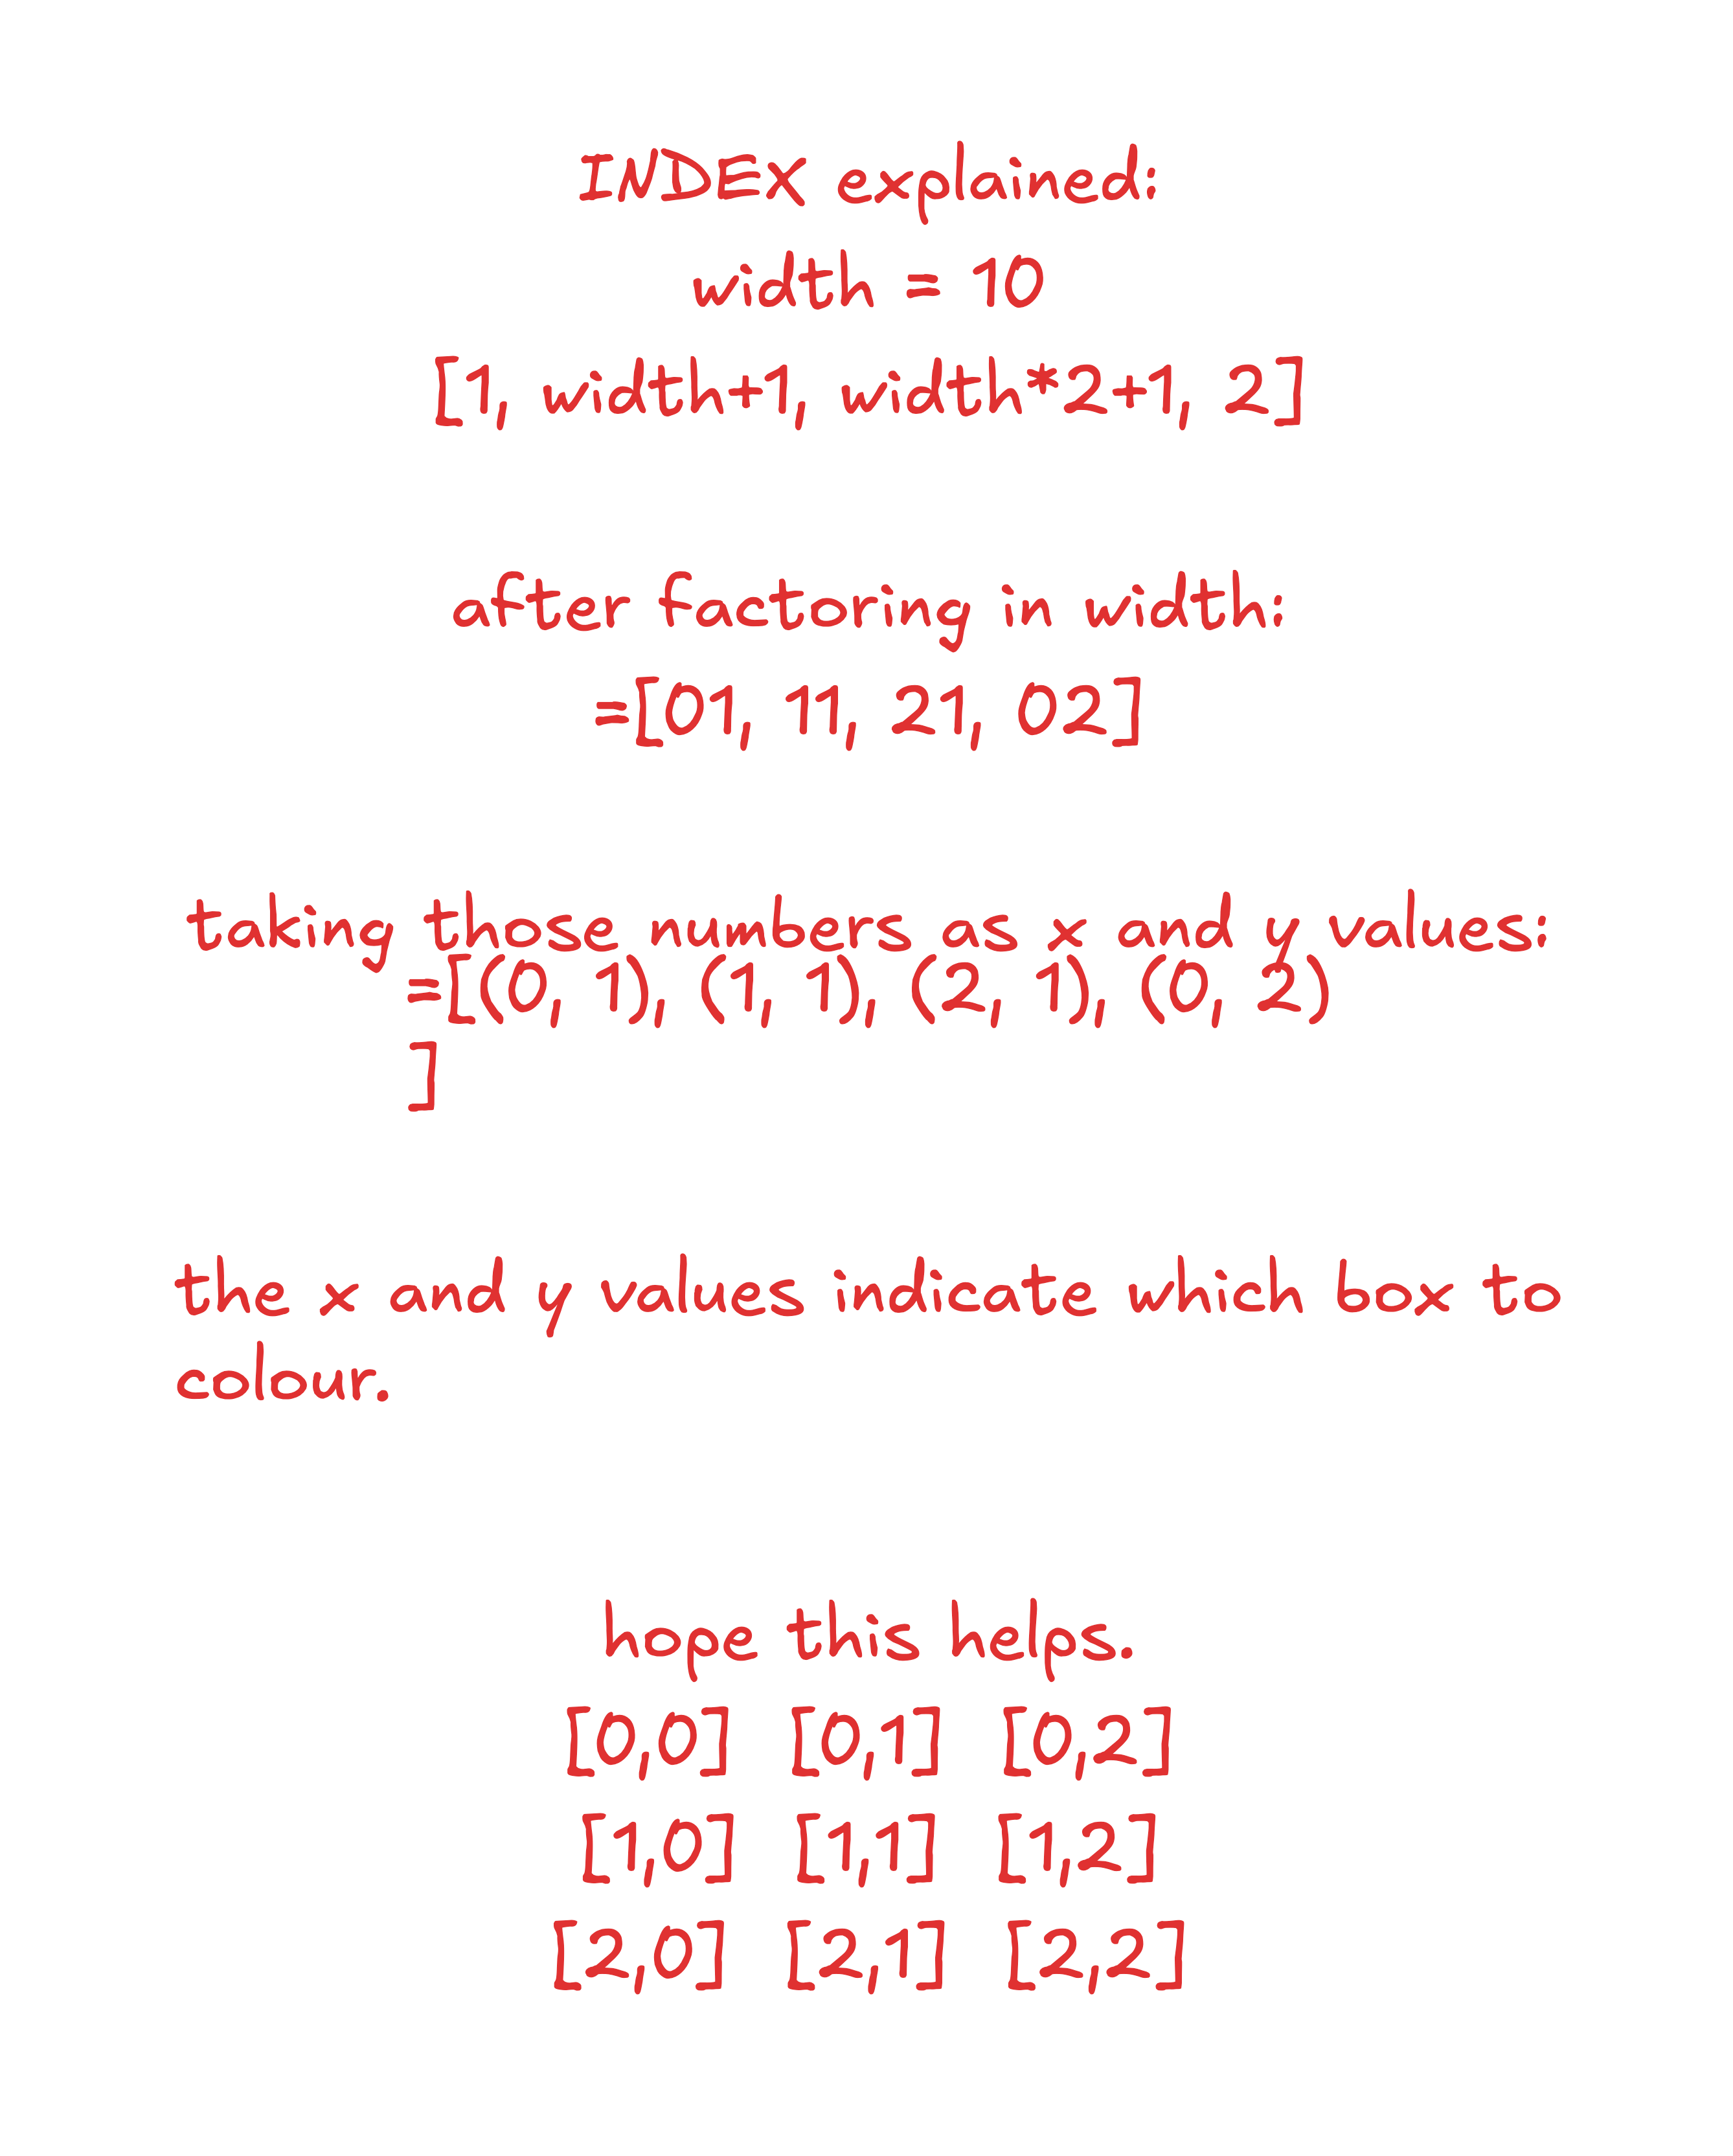 INDEX explained:
width = 10
[1, width+1, width*2+1, 2]
after factoring in width:
=[01, 11, 21, 02]
taking those numbers as x and y values:
=[(0, 1), (1, 1), (2, 1), (0, 2)
]
the x and y values indicate which box to
colour.
hope this helps.
[0,0] [0,1] [0,2]
[1,0] [1,1] [1,2]
[2,0] [2,1] [2,2]